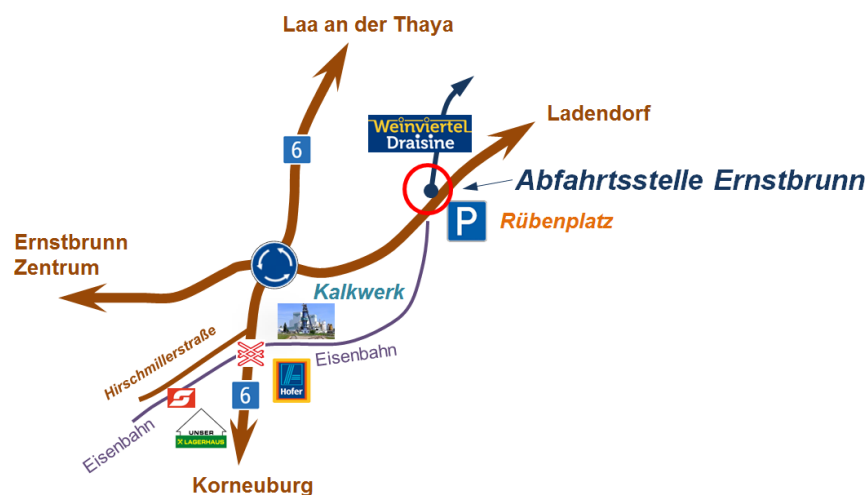 Laa an der Thaya
6
Weinviertel
Draisine
Ladendorf
Abfahrtsstelle Ernstbrunn
P
Rübenplatz
Ernstbrunn
Zentrum
Kalkwerk
Hirschmillerstraße
Eisenbahn
Hofer
6
Eisenbahn
UNSER
LAGERHAUS
Korneuburg